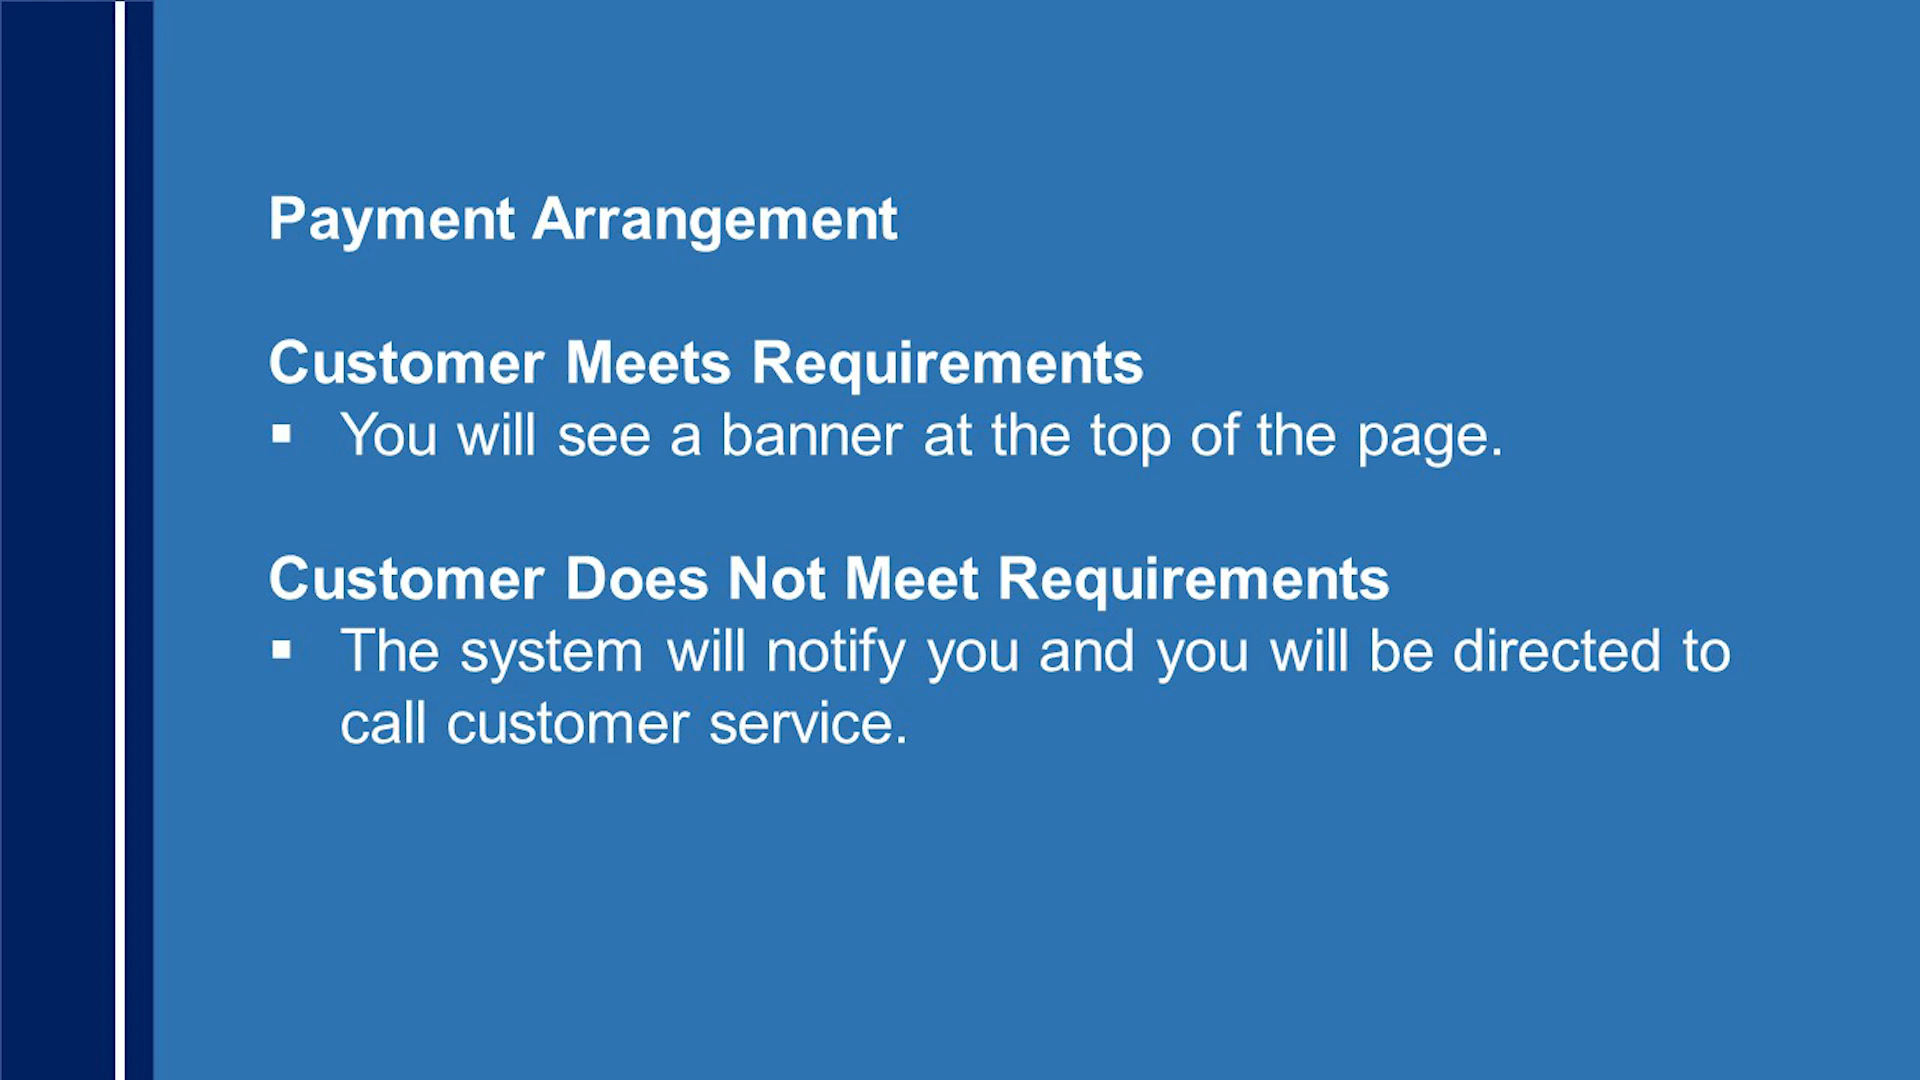 Payment Arrangement
Customer Meets Requirements
▪ You will see a banner at the top of the page.
Customer Does Not Meet Requirements
▪ The system will notify you and you will be directed to
call customer service.